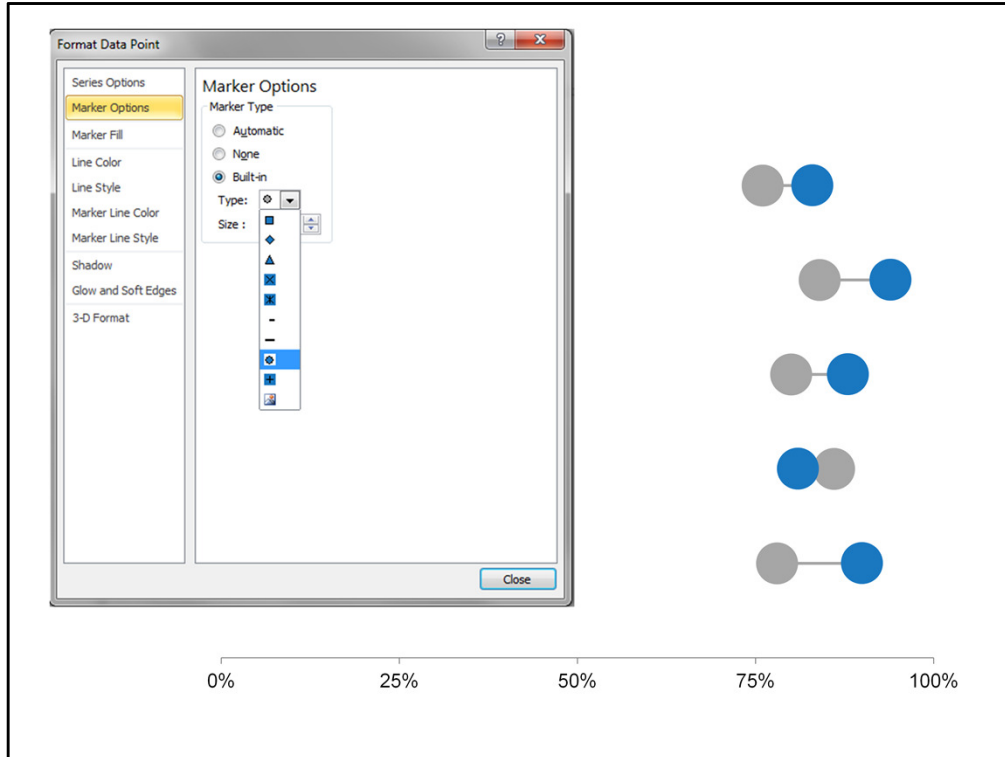 Format Data Point
Series Options
Marker Options
Marker Fill
Line Color
Line Style
Marker Line Color
Marker Line Style
Shadow
Glow and Soft Edges
3-D Format
Marker Options
Marker Type
Automatic
None
Built-in
Type:
Size :
Close
0% 25% 50% 75% 100%